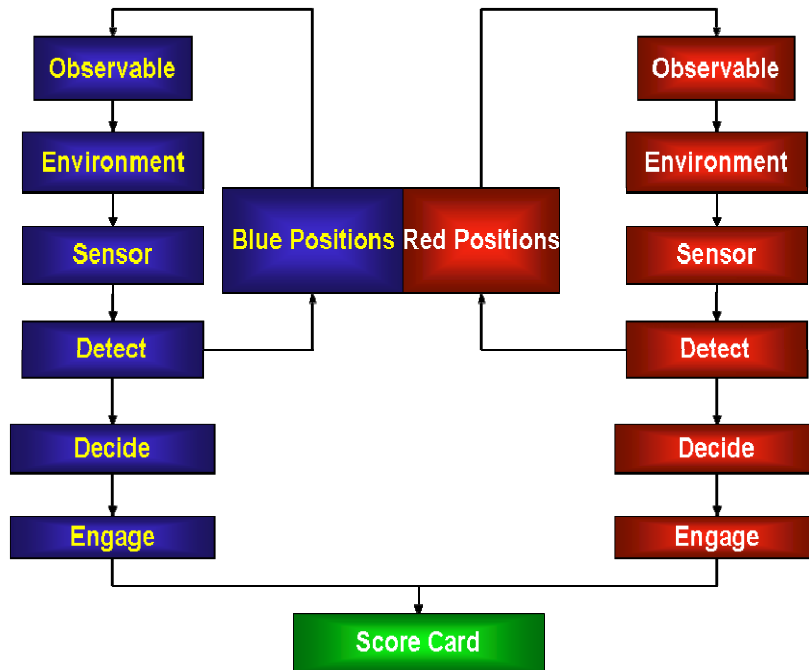 Observable
Observable
Environment
Environment
Blue Positions
Red Positions
Sensor
Sensor
Detect
Detect
Decide
Decide
Engage
Engage
Score Card